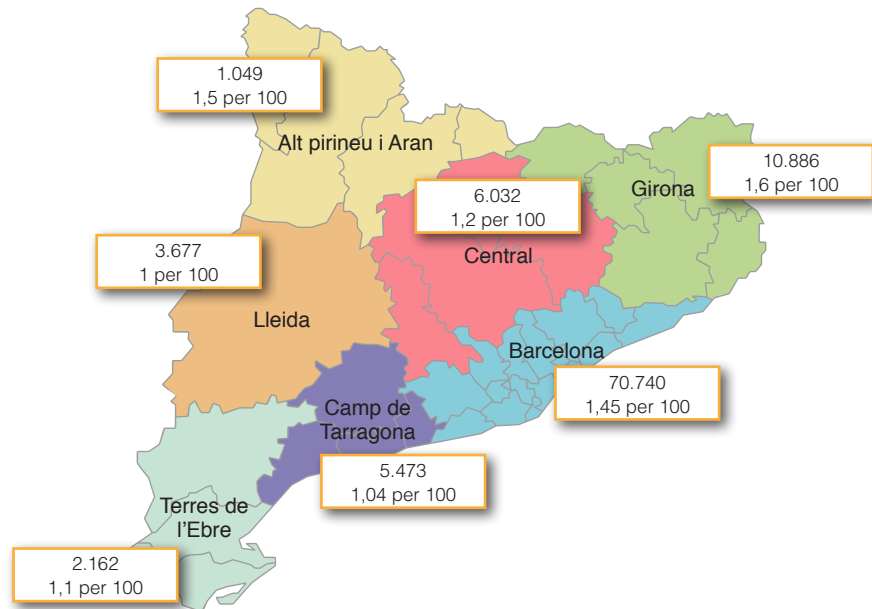 1.049
1,5 per 100
Alt pirineu i Aran
10.886
1,6 per 100
Girona
6.032
1,2 per 100
Central
3.677
1 per 100
Lleida
Barcelona
70.740
1,45 per 100
Camp de
Tarragona
5.473
1,04 per 100
Terres de
l'Ebre
2.162
1,1 per 100